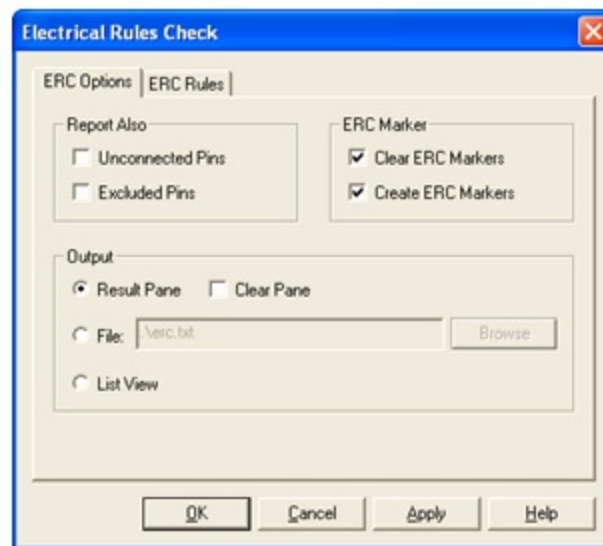 Electrical Rules Check
ERC Options ERC Rules
Report Also
Unconnected Pins
Excluded Pins
ERC Marker
Clear ERC Markers
Create ERC Markers
Output
Result Pane Clear Pane
File: .\erc.txt Browse
List View
OK Cancel Apply Help